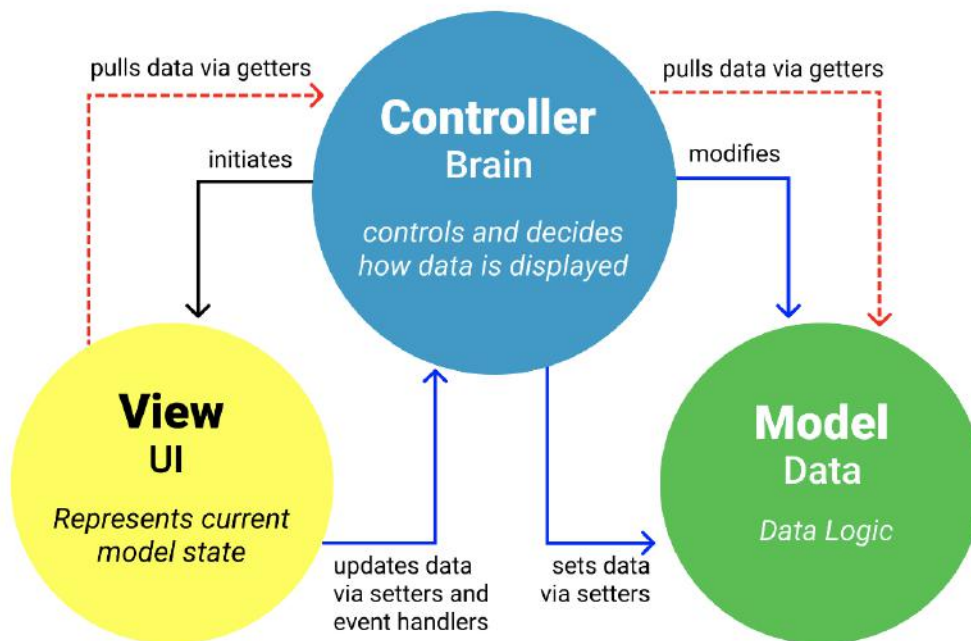 pulls data via getters
pulls data via getters
Controller
Brain
controls and decides
how data is displayed
initiates
modifies
View
UI
Represents current
model state
Model
Data
Data Logic
updates data
via setters and
event handlers
sets data
via setters